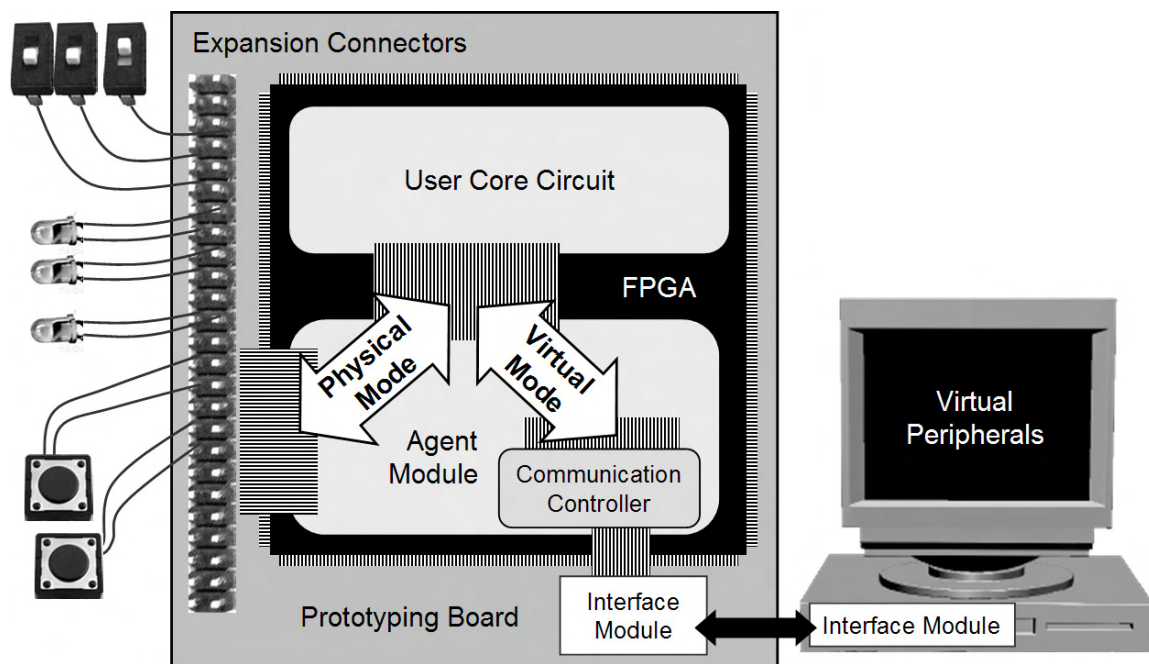 Expansion Connectors
User Core Circuit
FPGA
Physical
Mode
Virtual
Mode
Agent
Module
Communication
Controller
Virtual
Peripherals
Prototyping Board
Interface
Module
Interface Module